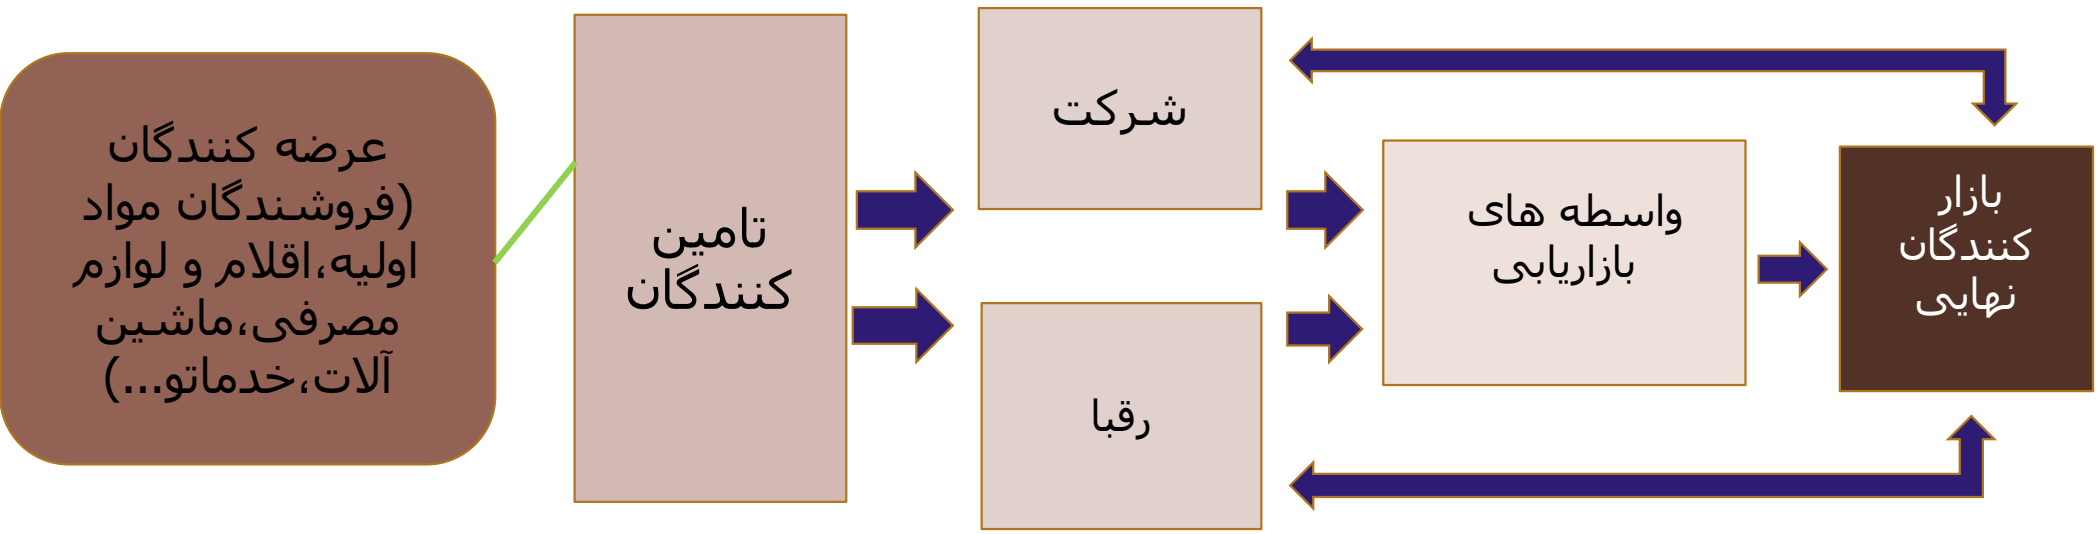 عرضه کنندگان
(فروشندگان مواد
اولیه،اقلام و لوازم
مصرفی،ماشین
آلات،خدماتو...)
تامین
کنندگان
شرکت
رقبا
واسطه های
بازاریابی
بازار
کنندگان
نهایی